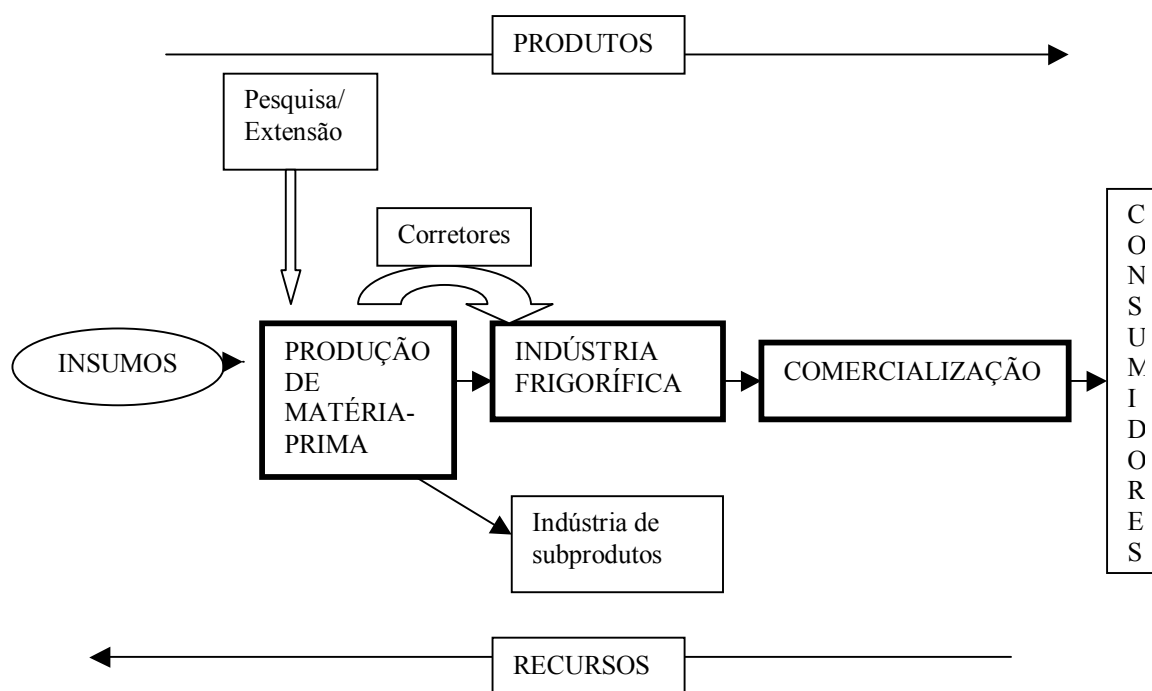 PRODUTOS
Pesquisa/
Extensão
Corretores
INSUMOS
PRODUÇÃO
DE
MATÉRIA-
PRIMA
INDÚSTRIA
FRIGORÍFICA
COMERCIALIZAÇÃO
C
O
N
S
U
M
I
D
O
R
E
S
Indústria de
subprodutos
RECURSOS